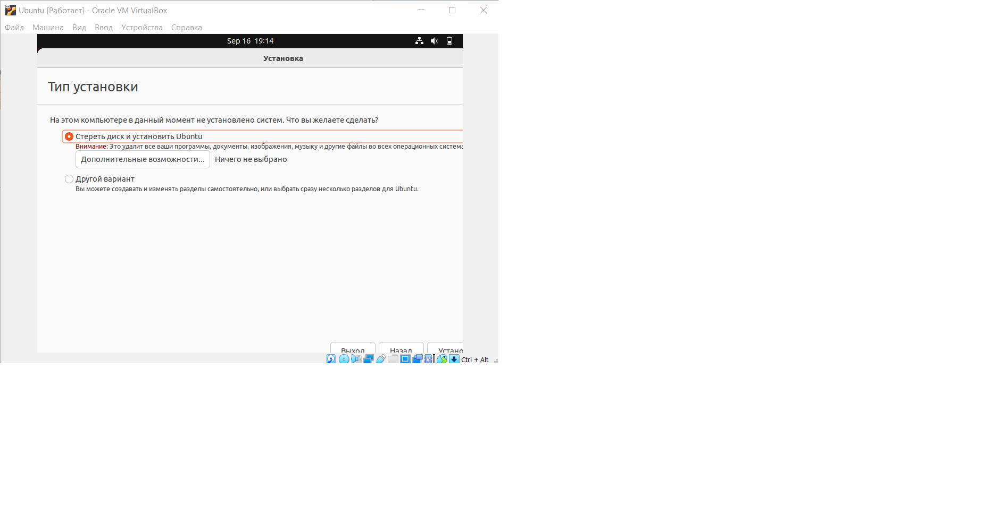 Ubuntu [Работает] - Oracle VM VirtualBox
Файл Машина Вид Ввод Устройства Справка
Sep 16 19:14
Установка
Тип установки
На этом компьютере в данный момент не установлено систем. Что вы желаете сделать?
Стереть диск и установить Ubuntu
Внимание: Это удалит все ваши программы, документы, изображения, музыку и другие файлы во всех операционных система
Дополнительные возможности... Ничего не выбрано
Другой вариант
Вы можете создавать и изменять разделы самостоятельно, или выбрать сразу несколько разделов для Ubuntu.
Выход Назад Устано
Ctrl + Alt